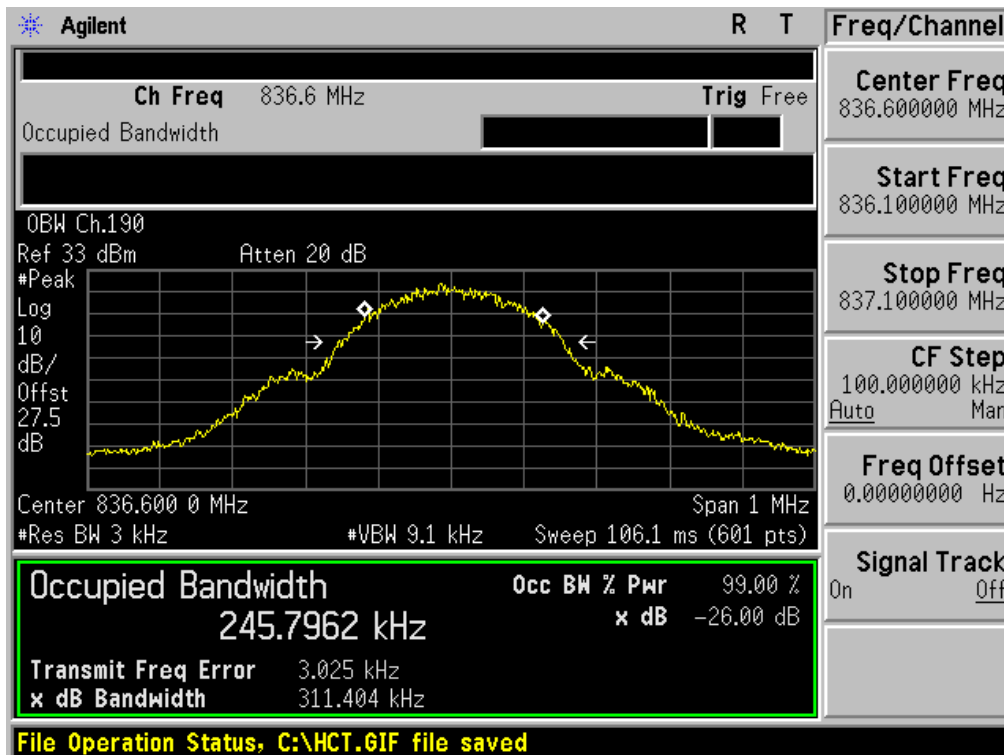 Agilent R T
Freq/Channel
Ch Freq 836.6 MHz Trig Free
Occupied Bandwidth
Center Freq
836.600000 MHz
Start Freq
836.100000 MHz
Stop Freq
837.100000 MHz
CF Step
100.000000 kHz
Auto Man
Freq Offset
0.00000000 Hz
Signal Track
On Off
OBW Ch.190
Ref 33 dBm Atten 20 dB
#Peak
Log
10
dB/
Offst
27.5
dB
Center 836.600 0 MHz Span 1 MHz
#Res BW 3 kHz #VBW 9.1 kHz Sweep 106.1 ms (601 pts)
Occupied Bandwidth Occ BW % Pwr 99.00 %
245.7962 kHz x dB -26.00 dB
Transmit Freq Error 3.025 kHz
x dB Bandwidth 311.404 kHz
File Operation Status, C:\HCT.GIF file saved